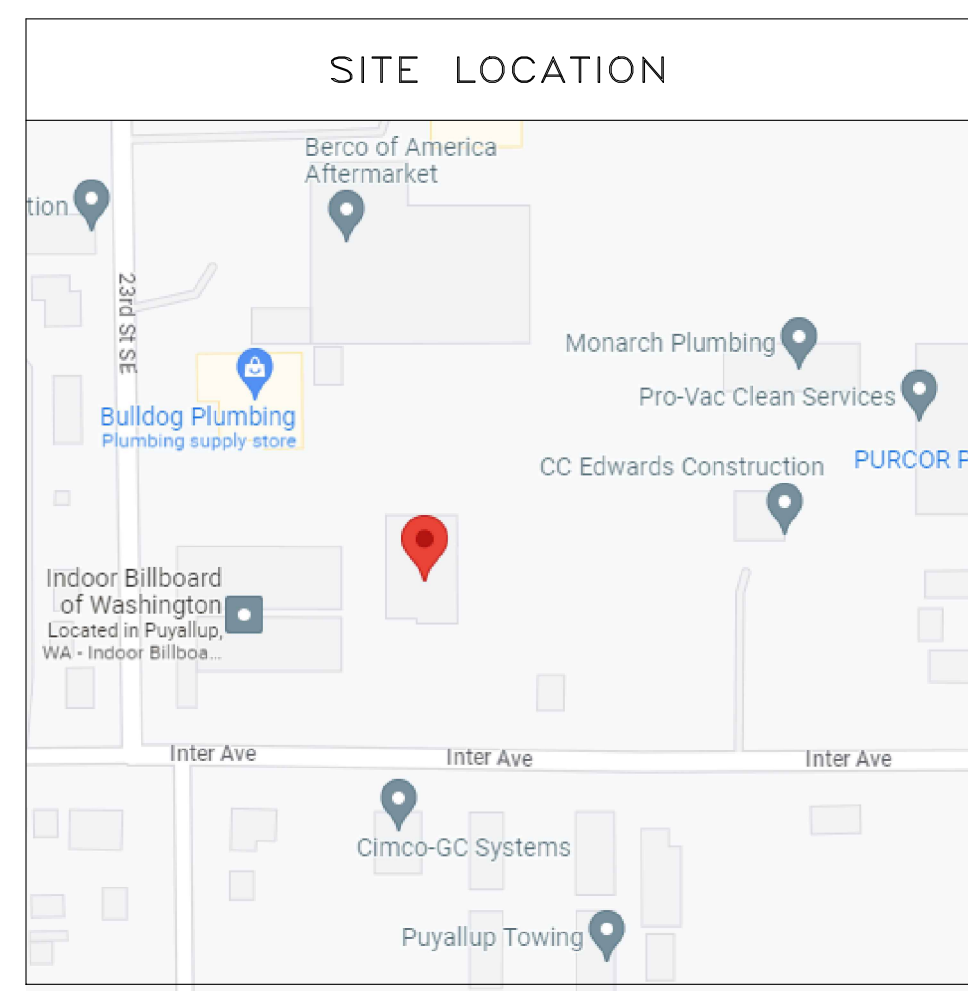 SITE LOCATION
Berco of America
Aftermarket
tion
23rd St SE
Monarch Plumbing
Pro-Vac Clean Services
Bulldog Plumbing
Plumbing supply store
CC Edwards Construction
PURCOR P
Indoor Billboard
of Washington
Located in Puyallup,
WA - Indoor Billboa...
Inter Ave
Inter Ave
Inter Ave
Cimco-GC Systems
Puyallup Towing